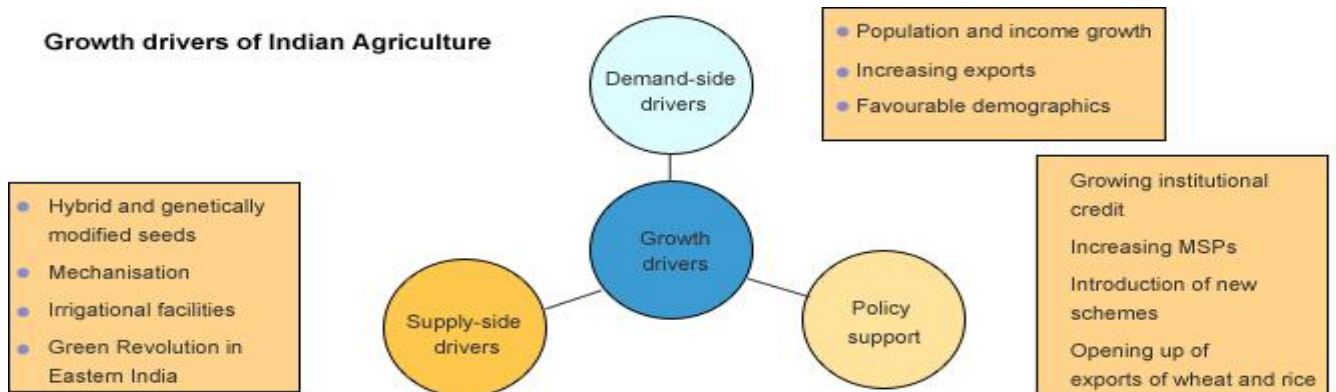 Growth drivers of Indian Agriculture
Demand-side
drivers
Population and income growth
Increasing exports
Favourable demographics
Hybrid and genetically
modified seeds
Mechanisation
Irrigational facilities
Green Revolution in
Eastern India
Growth
drivers
Supply-side
drivers
Policy
support
Growing institutional
credit
Increasing MSPs
Introduction of new
schemes
Opening up of
exports of wheat and rice